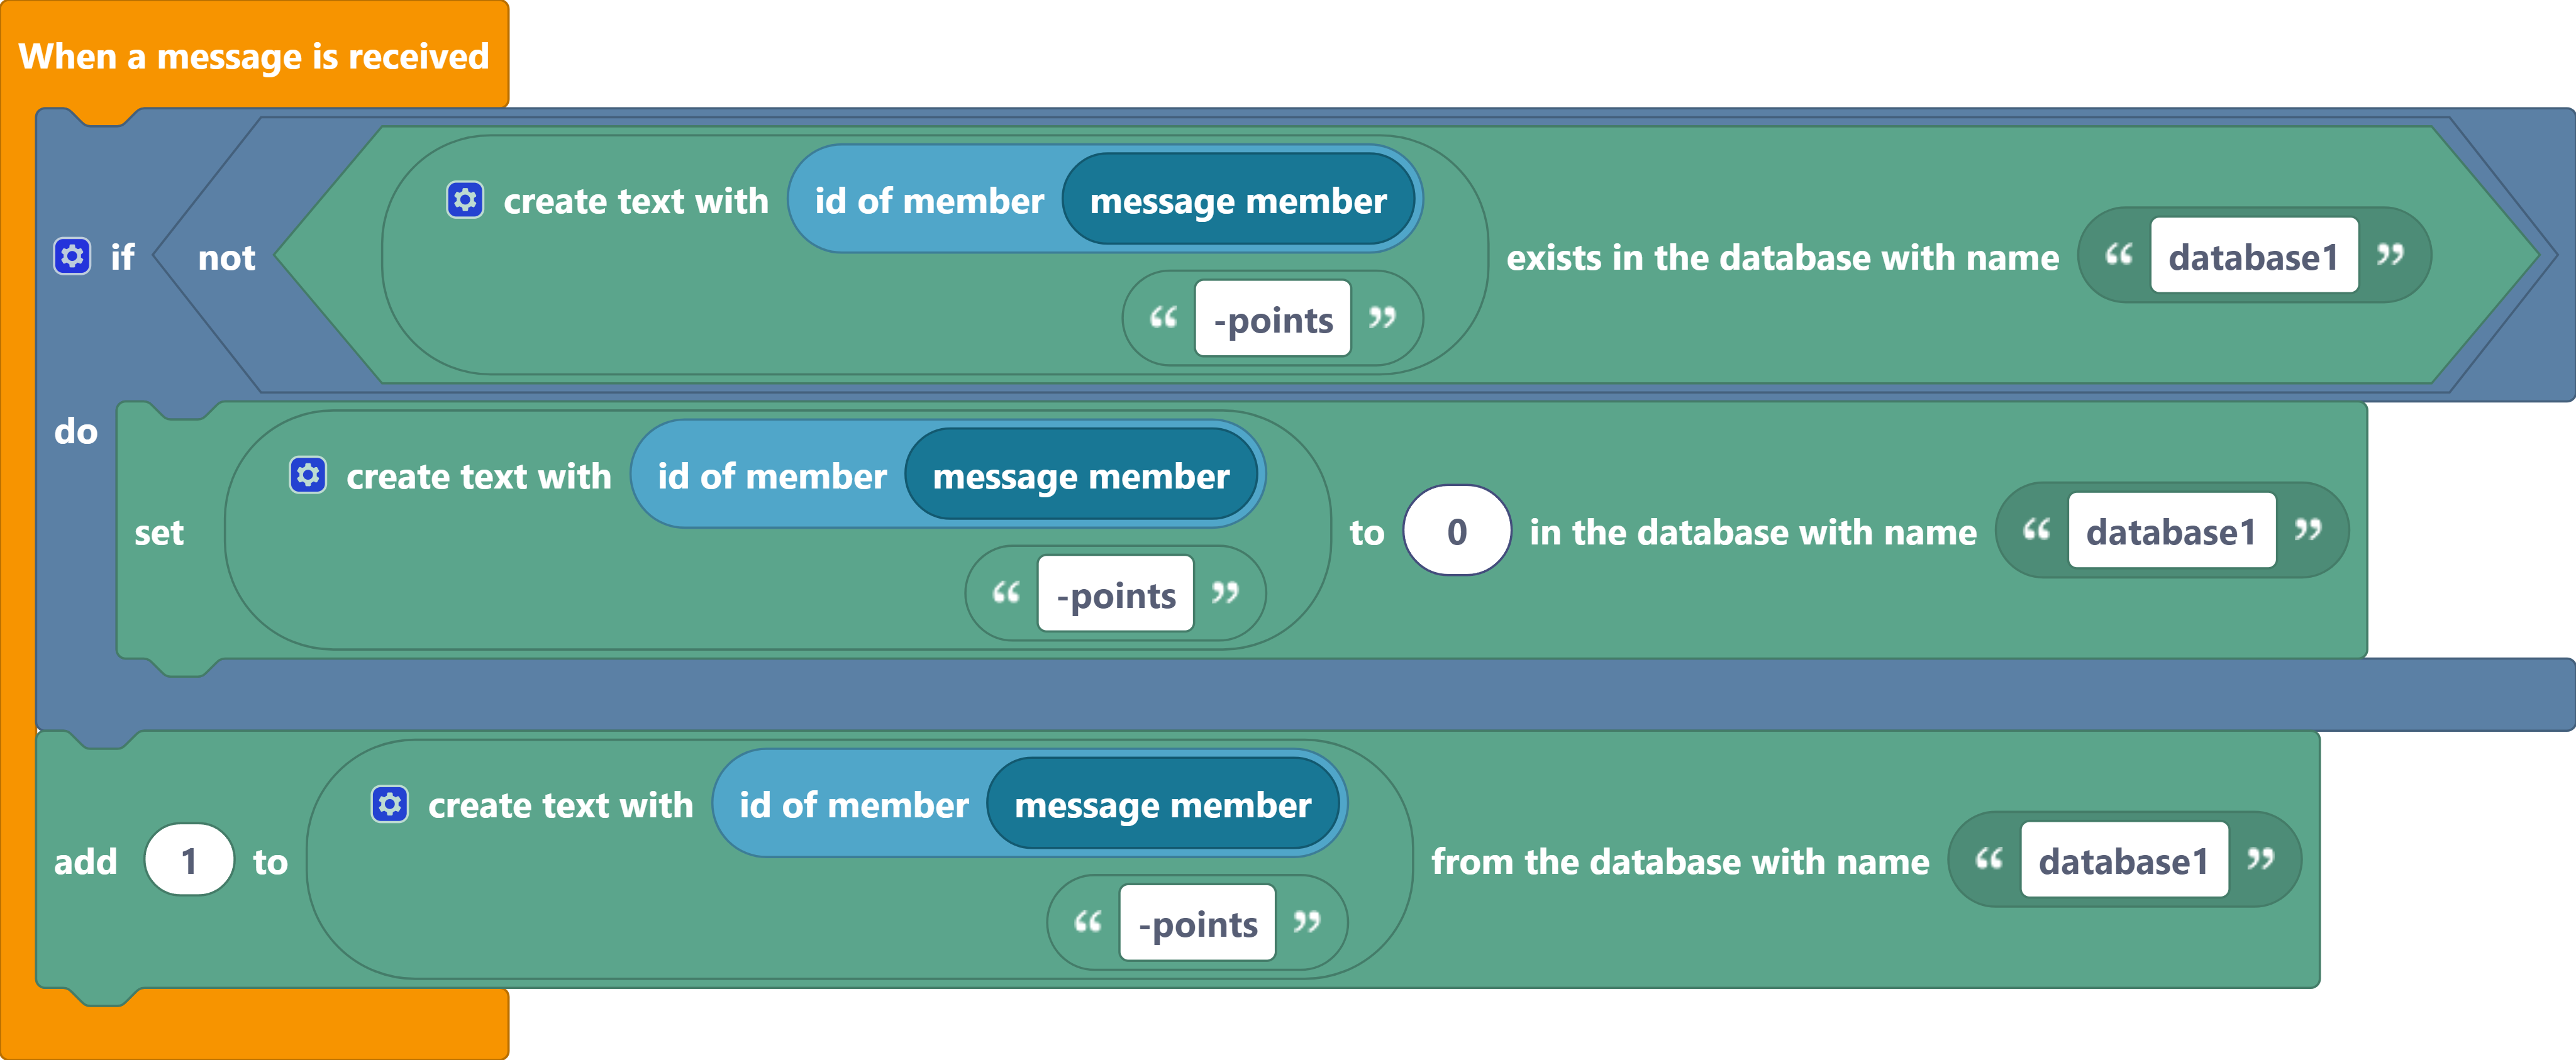 When a message is received
if not create text with id of member message member
“ -points ”
exists in the database with name “ database1 ”
do
set create text with id of member message member
“ -points ”
to 0 in the database with name “ database1 ”
add 1 to create text with id of member message member
“ -points ”
from the database with name “ database1 ”